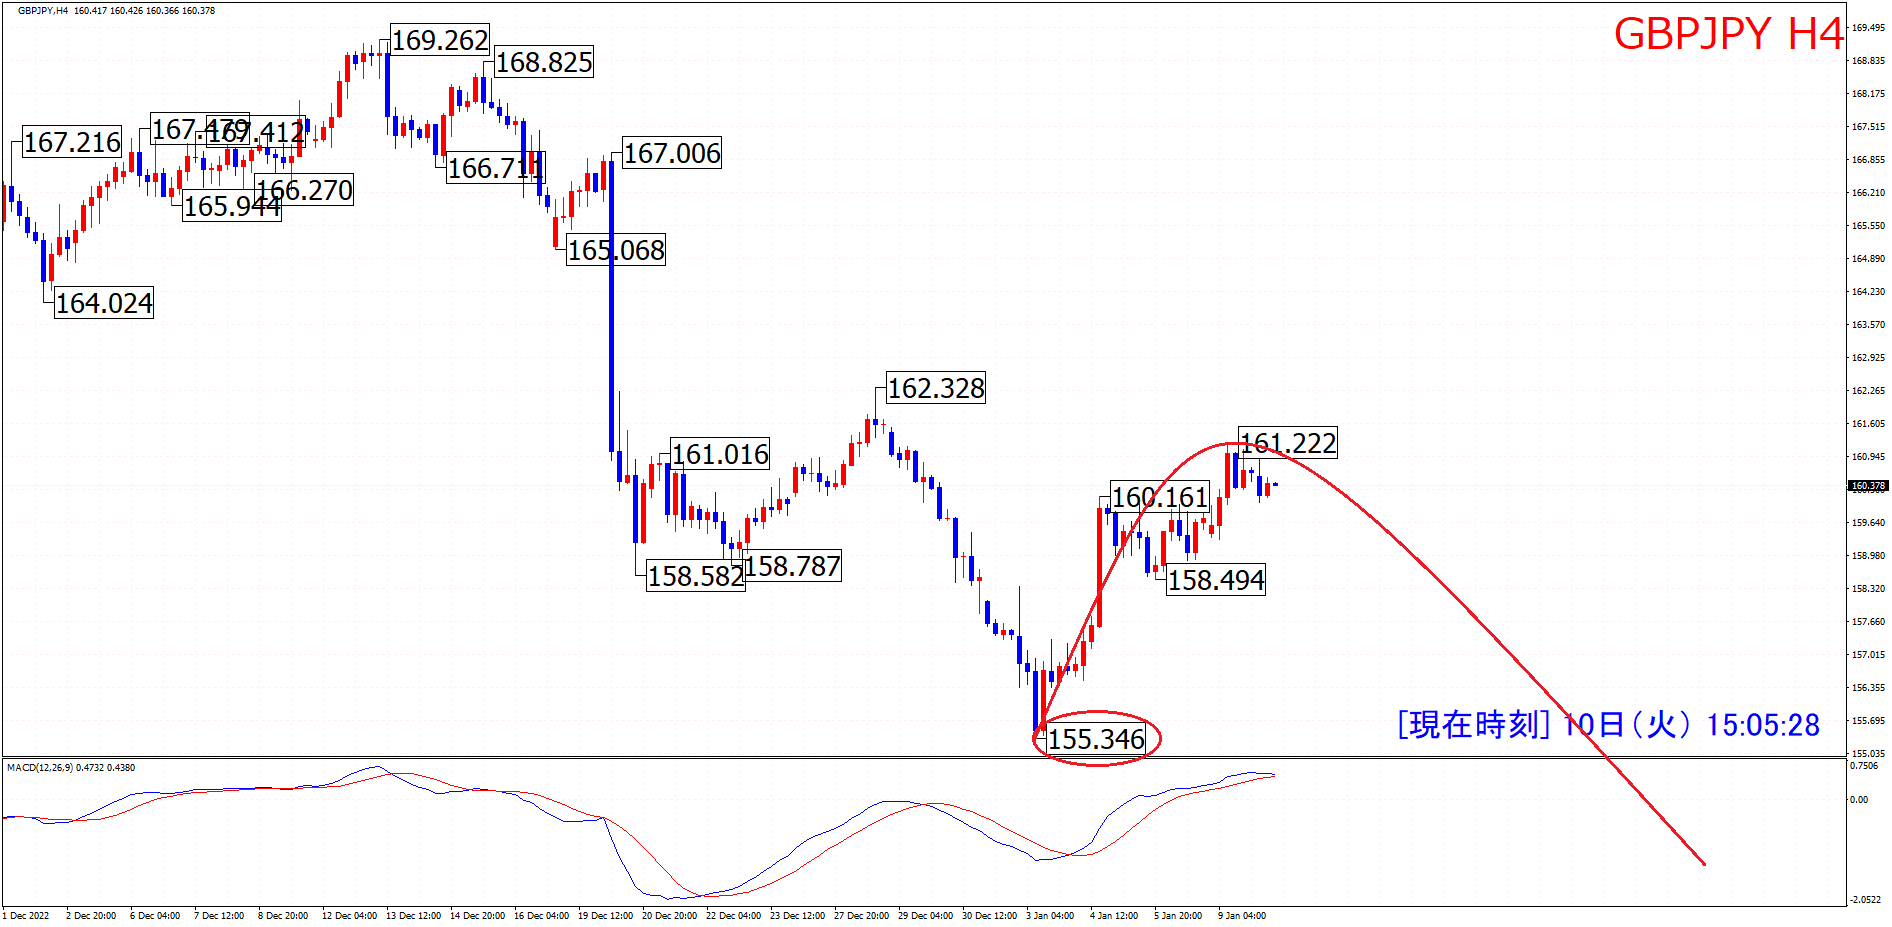 GBPJPY,H4 160.417 160.426 160.366 160.378
GBPJPY H4
169.262
168.825
167.216
167.479
167.412
167.006
166.711
166.270
165.944
165.068
164.024
162.328
161.016
161.222
160.161
158.582
158.787
158.494
155.346
[現在時刻] 10日(火) 15:05:28
169.495
168.835
168.175
167.515
166.855
166.210
165.550
164.890
164.230
163.570
162.925
162.265
161.605
160.945
160.378
159.640
158.980
158.320
157.660
157.015
156.355
155.695
155.035
MACD(12,26,9) 0.4732 0.4380
0.7506
0.00
-2.0522
1 Dec 2022
2 Dec 20:00
6 Dec 04:00
7 Dec 12:00
8 Dec 20:00
12 Dec 04:00
13 Dec 12:00
14 Dec 20:00
16 Dec 04:00
19 Dec 12:00
20 Dec 20:00
22 Dec 04:00
23 Dec 12:00
27 Dec 20:00
29 Dec 04:00
30 Dec 12:00
3 Jan 04:00
4 Jan 12:00
5 Jan 20:00
9 Jan 04:00